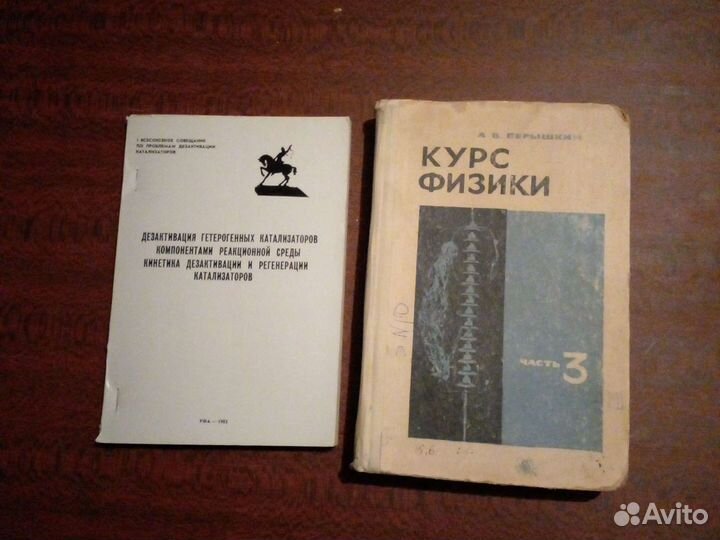 I ВСЕСОЮЗНОЕ СОВЕЩАНИЕ
ПО ПРОБЛЕМАМ ДЕЗАКТИВАЦИИ
КАТАЛИЗАТОРОВ
ДЕЗАКТИВАЦИЯ ГЕТЕРОГЕННЫХ КАТАЛИЗАТОРОВ
КОМПОНЕНТАМИ РЕАКЦИОННОЙ СРЕДЫ
КИНЕТИКА ДЕЗАКТИВАЦИИ И РЕГЕНЕРАЦИИ
КАТАЛИЗАТОРОВ
УФА —
А. В. ПЕРЫШКИН
КУРС
ФИЗИКИ
ЧАСТЬ 3
Avito